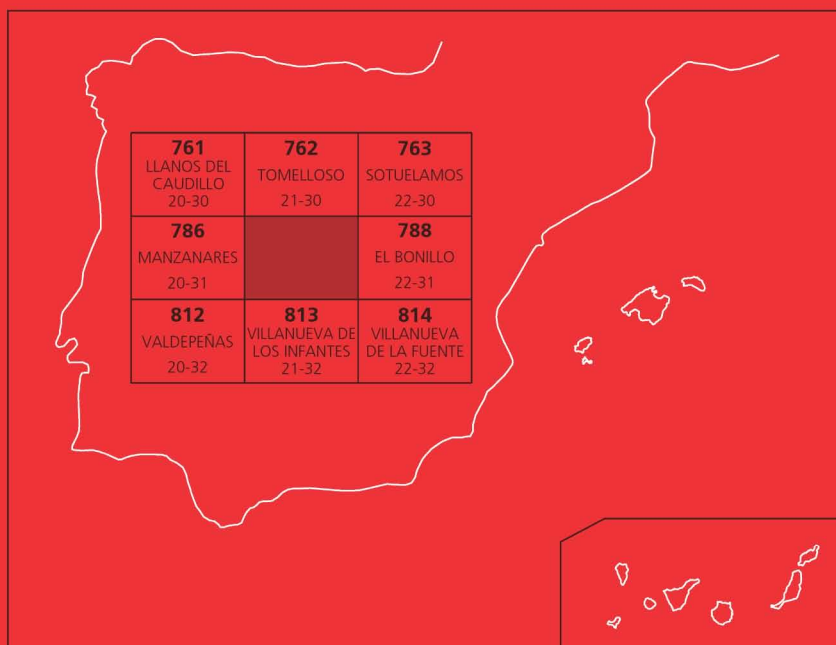 761
LLANOS DEL
CAUDILLO
20-30
762
TOMELLOSO
21-30
763
SOTUELAMOS
22-30
786
MANZANARES
20-31
788
EL BONILLO
22-31
812
VALDEPEÑAS
20-32
813
VILLANUEVA DE
LOS INFANTES
21-32
814
VILLANUEVA
DE LA FUENTE
22-32